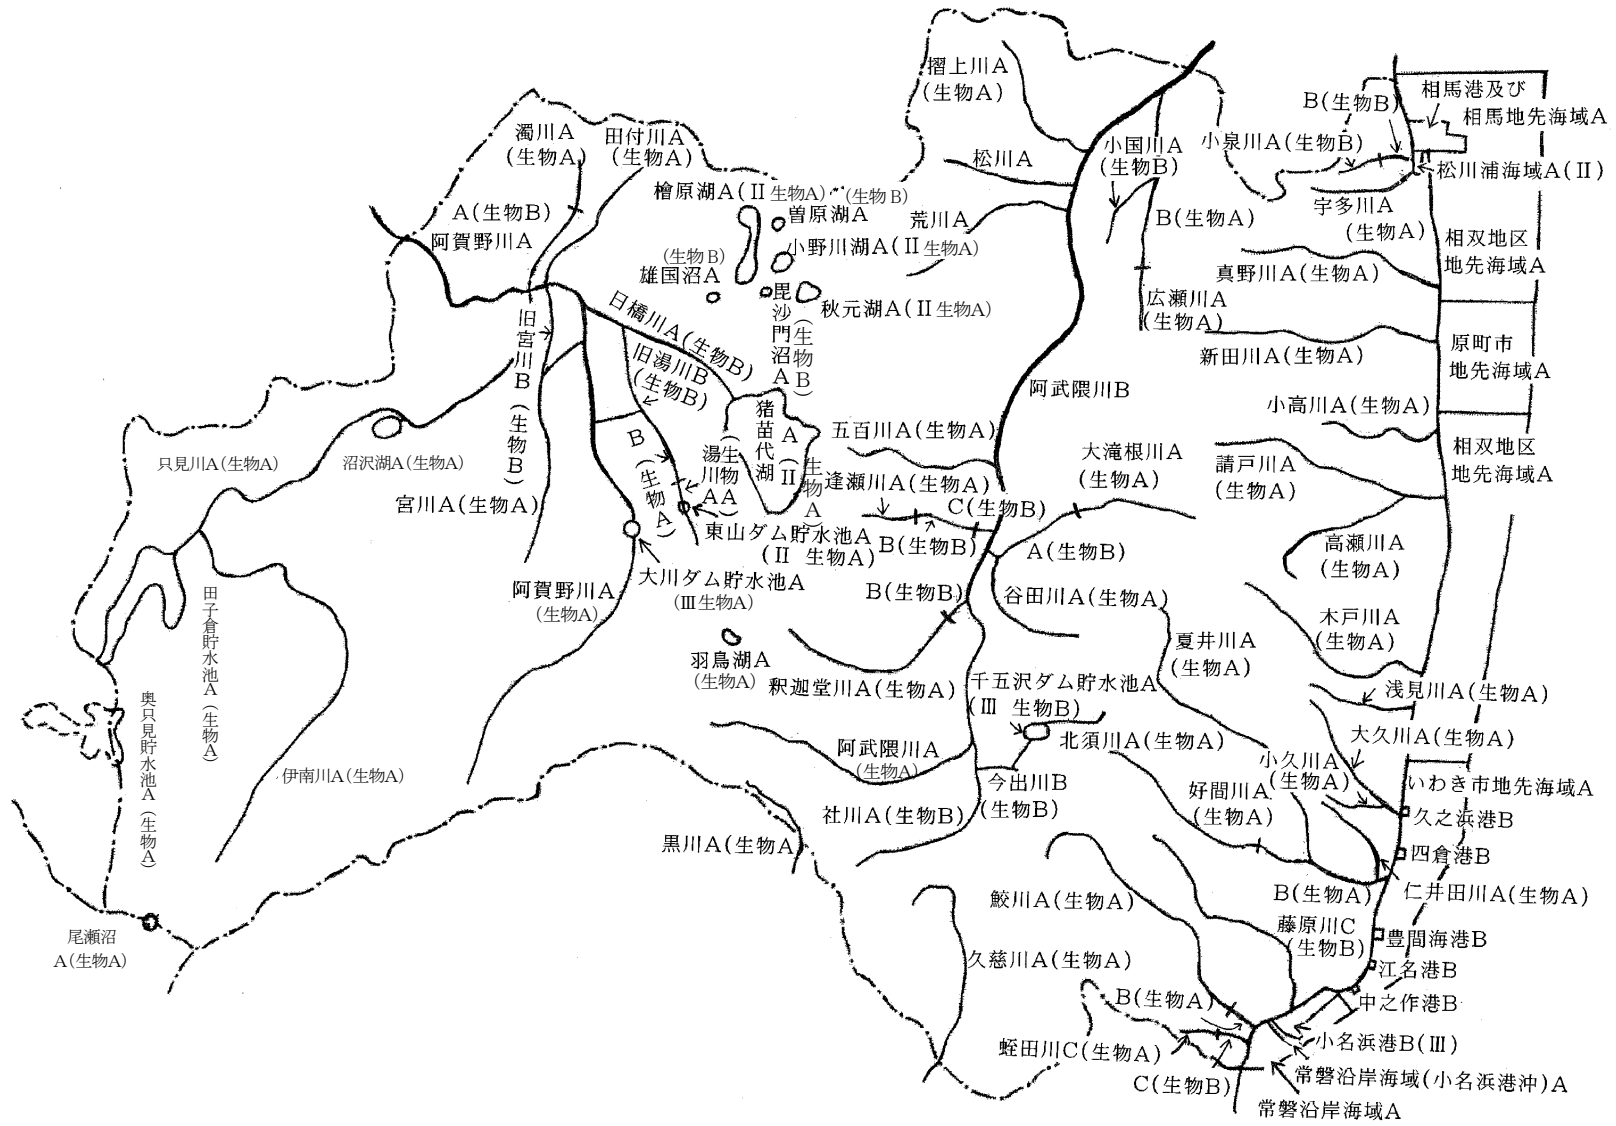 摺上川A
(生物A)
B(生物B)
相馬港及び
相馬地先海域A
濁川A
(生物A)
田付川A
(生物A)
松川A
小国川A
(生物B)
小泉川A(生物B)
松川浦海域A(Ⅱ)
A(生物B)
阿賀野川A
檜原湖A(Ⅱ生物A)
(生物B)
曽原湖A
小野川湖A(Ⅱ生物A)
荒川A
B(生物A)
宇多川A
(生物A)
相双地区
地先海域A
(生物B)
雄国沼A
毘沙門沼A
(生物B)
秋元湖A(Ⅱ生物A)
真野川A(生物A)
広瀬川A
(生物A)
旧宮川B(生物B)
日橋川A(生物B)
旧湯川B
(生物B)
新田川A(生物A)
原町市
地先海域A
阿武隈川B
猪苗代湖
A(Ⅱ
生物A)
五百川A(生物A)
小高川A(生物A)
相双地区
地先海域A
只見川A(生物A)
沼沢湖A(生物A)
B(生物A)
湯川A
(生物A)
大滝根川A
(生物A)
請戸川A
(生物A)
宮川A(生物A)
逢瀬川A(生物A)
C(生物B)
東山ダム貯水池A
(Ⅱ 生物A)
B(生物B)
A(生物B)
高瀬川A
(生物A)
大川ダム貯水池A
(Ⅲ生物A)
阿賀野川A
(生物A)
B(生物B)
谷田川A(生物A)
木戸川A
(生物A)
田子倉貯水池A(生物A)
羽鳥湖A
(生物A)
釈迦堂川A(生物A)
千五沢ダム貯水池A
(Ⅲ 生物B)
夏井川A
(生物A)
浅見川A(生物A)
奥只見貯水池A(生物A)
伊南川A(生物A)
阿武隈川A
(生物A)
北須川A(生物A)
大久川A(生物A)
小久川A
(生物A)
今出川B
(生物B)
好間川A
(生物A)
いわき市地先海域A
社川A(生物B)
久之浜港B
黒川A(生物A)
四倉港B
鮫川A(生物A)
B(生物A)
仁井田川A(生物A)
藤原川C
(生物B)
豊間海港B
尾瀬沼
A(生物A)
久慈川A(生物A)
江名港B
B(生物A)
中之作港B
蛭田川C(生物A)
小名浜港B(Ⅲ)
C(生物B)
常磐沿岸海域(小名浜港沖)A
常磐沿岸海域A